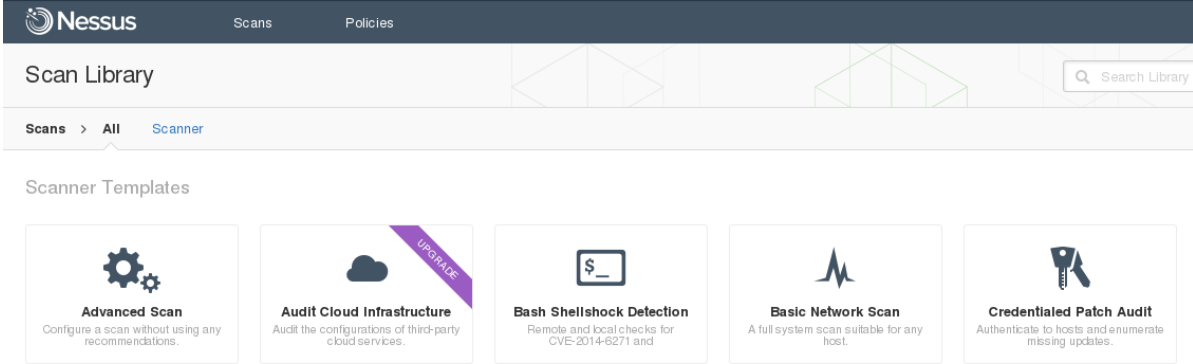 Nessus Scans Policies
Scan Library
Search Library
Scans > All Scanner
Scanner Templates
UPGRADE
$_
Advanced Scan
Configure a scan without using any
recommendations.
Audit Cloud Infrastructure
Audit the configurations of third-party
cloud services.
Bash Shellshock Detection
Remote and local checks for
CVE-2014-6271 and
Basic Network Scan
A full system scan suitable for any
host.
Credentialed Patch Audit
Authenticate to hosts and enumerate
missing updates.